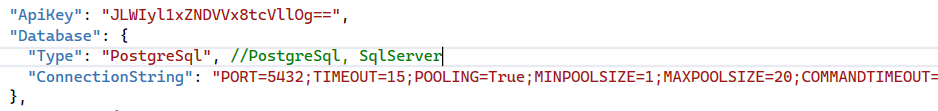 "ApiKey": "JLWIyl1xZNDVVx8tcVllOg==",
"Database": {
"Type": "PostgreSql", //PostgreSql, SqlServer
"ConnectionString": "PORT=5432;TIMEOUT=15;POOLING=True;MINPOOLSIZE=1;MAXPOOLSIZE=20;COMMANDTIMEOUT=
},